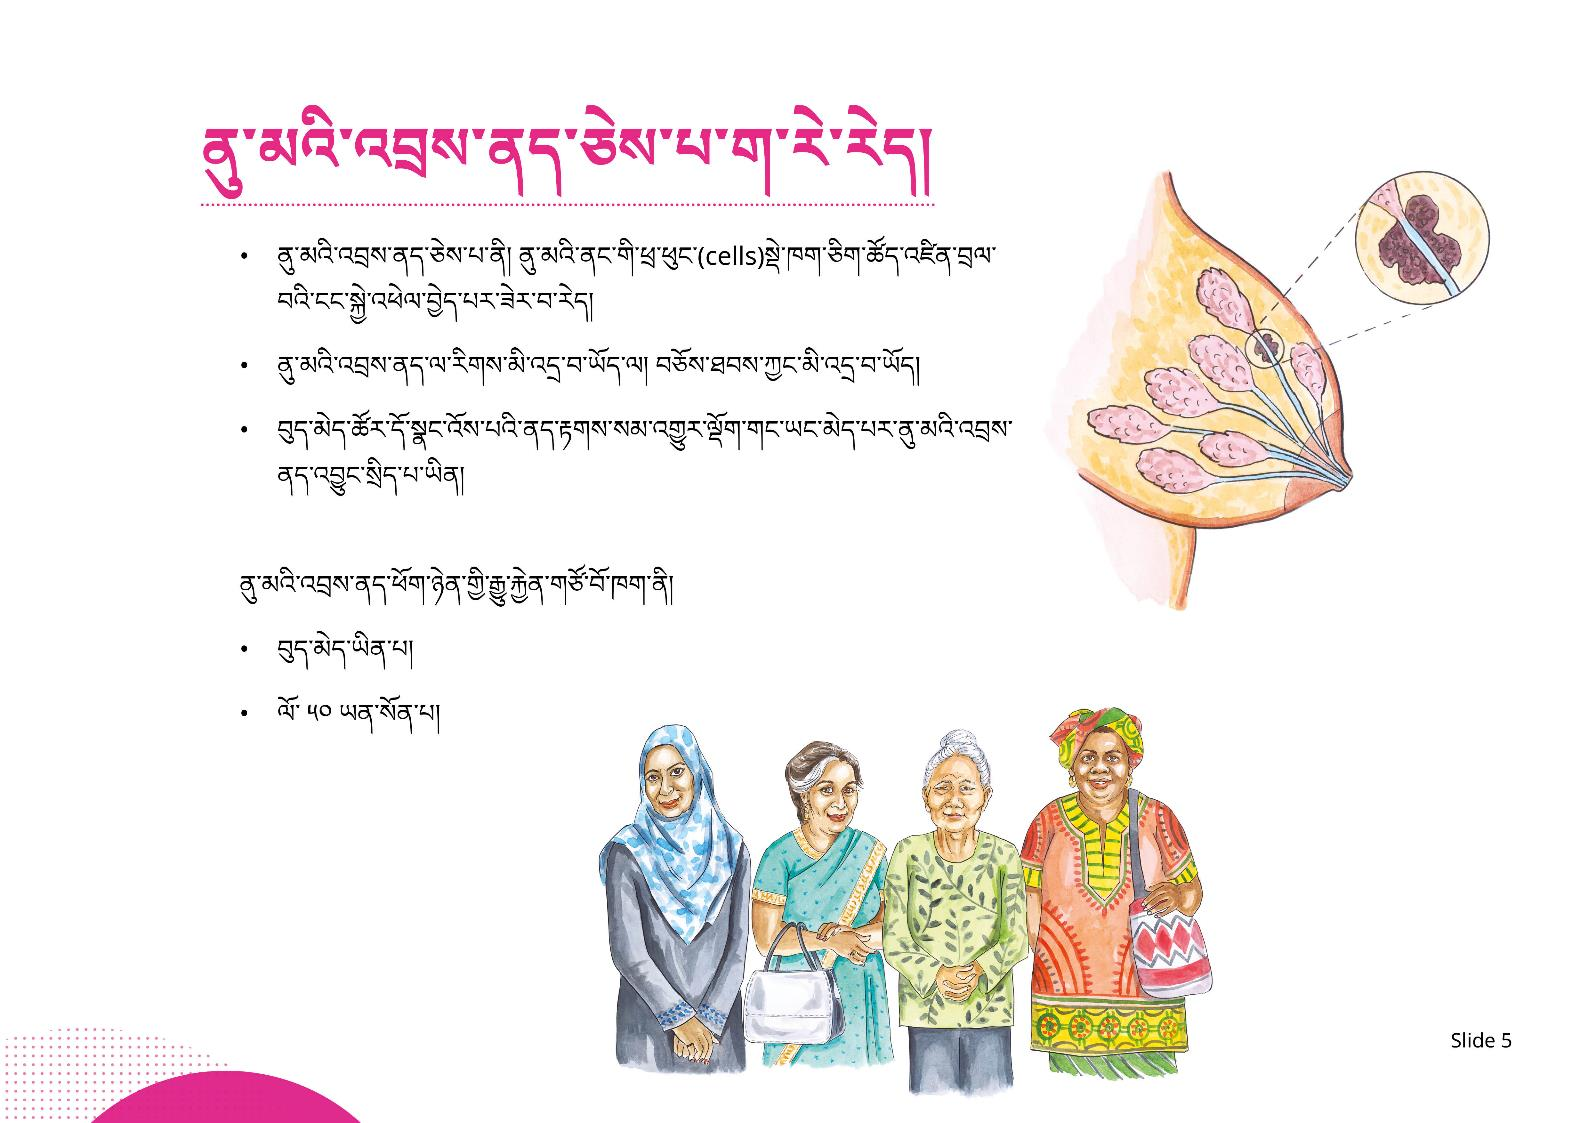 ནུ་མའི་འབྲས་ནད་ཅེས་པ་ག་རེ་རེད།
• ནུ་མའི་འབྲས་ནད་ཅེས་པ་ནི། ནུ་མའི་ནང་གི་ཕྲ་ཕུང་(cells)སྡེ་ཁག་ཅིག་ཚོད་འཛིན་བྲལ་
བའི་ངང་སྐྱེ་འཕེལ་བྱེད་པར་ཟེར་བ་རེད།
• ནུ་མའི་འབྲས་ནད་ལ་རིགས་མི་འདྲ་བ་ཡོད་ལ། བཅོས་ཐབས་ཀྱང་མི་འདྲ་བ་ཡོད།
• བུད་མེད་ཚོར་དོ་སྣང་འོས་པའི་ནད་རྟགས་སམ་འགྱུར་ལྡོག་གང་ཡང་མེད་པར་ནུ་མའི་འབྲས་
ནད་འབྱུང་སྲིད་པ་ཡིན།
ནུ་མའི་འབྲས་ནད་ཕོག་ཉེན་གྱི་རྒྱུ་རྐྱེན་གཙོ་བོ་ཁག་ནི།
• བུད་མེད་ཡིན་པ།
• ལོ་ ༥༠ ཡན་སོན་པ།
Slide 5